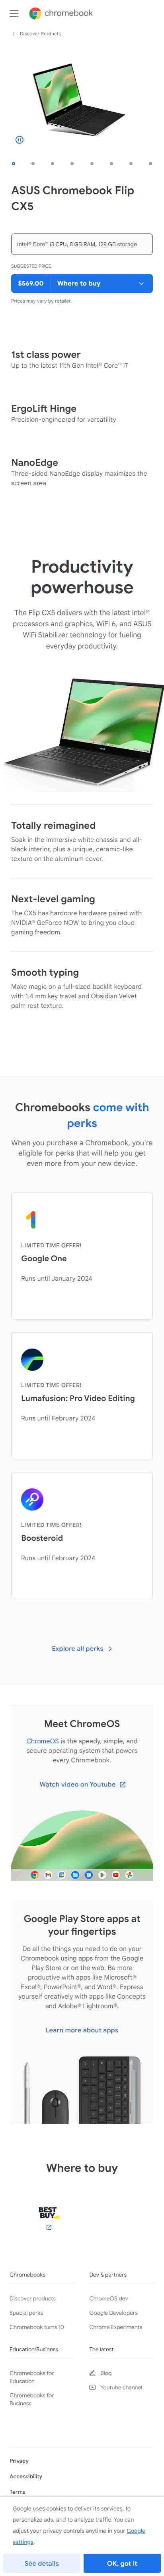 chromebook
Discover Products
ASUS Chromebook Flip
CX5
Intel® Core™ i3 CPU, 8 GB RAM, 128 GB storage
SUGGESTED PRICE
$569.00 Where to buy
Prices may vary by retailer.
1st class power
Up to the latest 11th Gen Intel® Core™ i7
ErgoLift Hinge
Precision-engineered for versatility
NanoEdge
Three-sided NanoEdge display maximizes the
screen area
Productivity
powerhouse
The Flip CX5 delivers with the latest Intel®
processors and graphics, WiFi 6, and ASUS
WiFi Stabilizer technology for fueling
everyday productivity.
Totally reimagined
Soak in the immersive white chassis and all-
black interior, plus a unique, ceramic-like
texture on the aluminum cover.
Next-level gaming
The CX5 has hardcore hardware paired with
NVIDIA® GeForce NOW to bring you cloud
gaming freedom.
Smooth typing
Make magic on a full-sized backlit keyboard
with 1.4 mm key travel and Obsidian Velvet
palm rest texture.
Chromebooks come with
perks
When you purchase a Chromebook, you're
eligible for perks that will help you get
even more from your new device.
LIMITED TIME OFFER!
Google One
Runs until January 2024
LIMITED TIME OFFER!
Lumafusion: Pro Video Editing
Runs until February 2024
LIMITED TIME OFFER!
Boosteroid
Runs until February 2024
Explore all perks
Meet ChromeOS
ChromeOS is the speedy, simple, and
secure operating system that powers
every Chromebook.
Watch video on Youtube
Google Play Store apps at
your fingertips
Do all the things you need to do on your
Chromebook using apps from the Google
Play Store or on the web. Be more
productive with apps like Microsoft®
Excel®, PowerPoint®, and Word®. Express
yourself creatively with apps like Concepts
and Adobe® Lightroom®.
Learn more about apps
Where to buy
BEST
BUY
Chromebooks
Discover products
Special perks
Chromebook turns 10
Dev & partners
ChromeOS.dev
Google Developers
Chrome Experiments
Education/Business
Chromebooks for
Education
Chromebooks for
Business
The latest
Blog
Youtube channel
Privacy
Accessibility
Terms
Google uses cookies to deliver its services, to
personalize ads, and to analyze traffic. You can
adjust your privacy controls anytime in your Google
settings.
See details
OK, got it